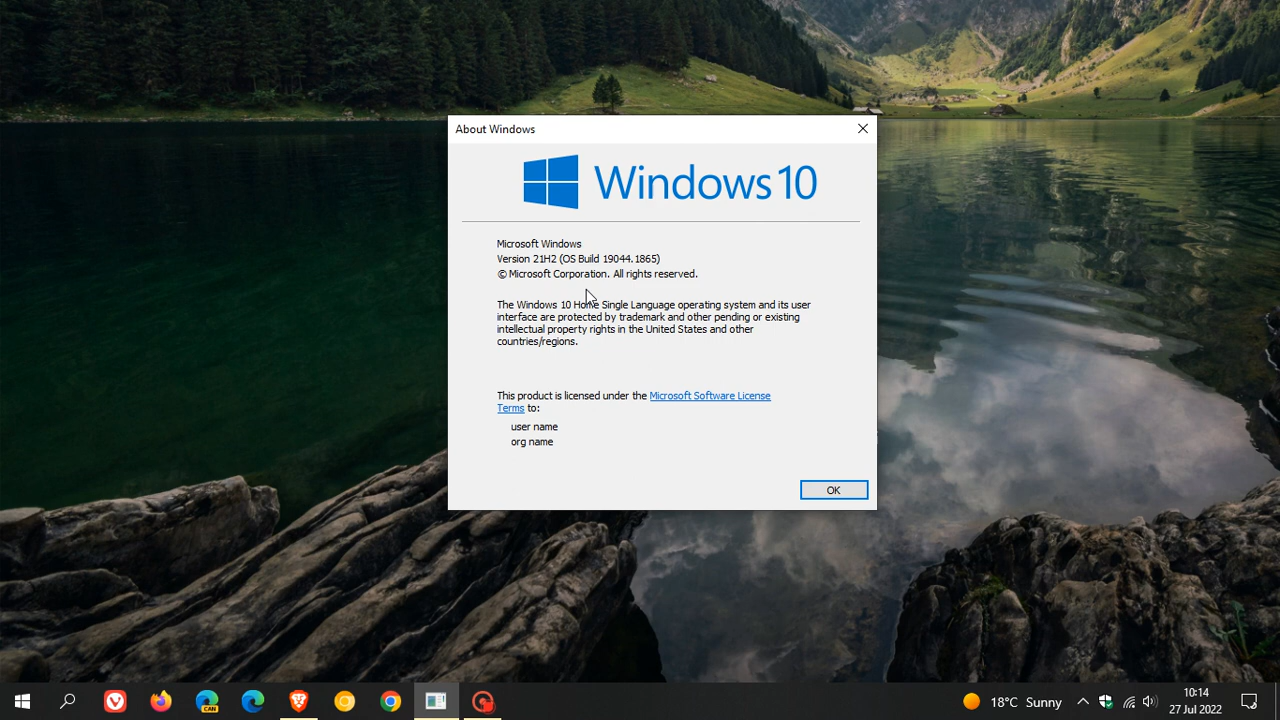 About Windows
Windows 10
Microsoft Windows
Version 21H2 (OS Build 19044.1865)
© Microsoft Corporation. All rights reserved.
The Windows 10 Home Single Language operating system and its user
interface are protected by trademark and other pending or existing
intellectual property rights in the United States and other
countries/regions.
This product is licensed under the Microsoft Software License
Terms to:
user name
org name
OK
CAN
18°C Sunny
10:14
27 Jul 2022